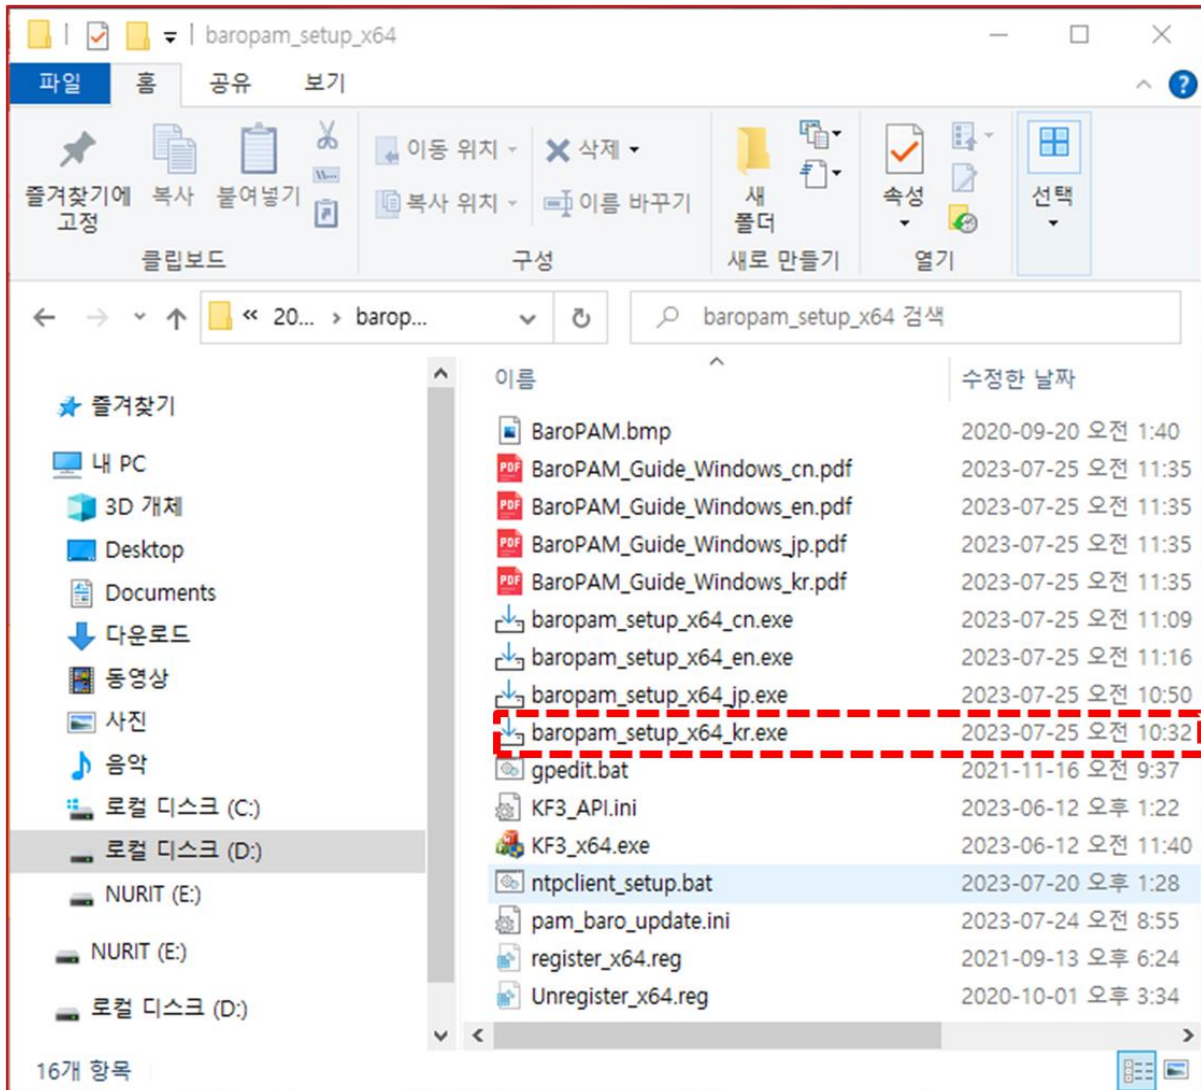 baropam_setup_x64
파일 홈 공유 보기
즐겨찾기에 고정
복사
붙여넣기
이동 위치
복사 위치
삭제
이름 바꾸기
새 폴더
속성
선택
클립보드 구성 새로 만들기 열기
« 20... › barop...
baropam_setup_x64 검색
즐겨찾기
내 PC
3D 개체
Desktop
Documents
다운로드
동영상
사진
음악
로컬 디스크 (C:)
로컬 디스크 (D:)
NURIT (E:)
NURIT (E:)
로컬 디스크 (D:)
이름 수정한 날짜
BaroPAM.bmp 2020-09-20 오전 1:40
BaroPAM_Guide_Windows_cn.pdf 2023-07-25 오전 11:35
BaroPAM_Guide_Windows_en.pdf 2023-07-25 오전 11:35
BaroPAM_Guide_Windows_jp.pdf 2023-07-25 오전 11:35
BaroPAM_Guide_Windows_kr.pdf 2023-07-25 오전 11:35
baropam_setup_x64_cn.exe 2023-07-25 오전 11:09
baropam_setup_x64_en.exe 2023-07-25 오전 11:16
baropam_setup_x64_jp.exe 2023-07-25 오전 10:50
baropam_setup_x64_kr.exe 2023-07-25 오전 10:32
gpedit.bat 2021-11-16 오전 9:37
KF3_API.ini 2023-06-12 오후 1:22
KF3_x64.exe 2023-06-12 오전 11:40
ntpclient_setup.bat 2023-07-20 오후 1:28
pam_baro_update.ini 2023-07-24 오전 8:55
register_x64.reg 2021-09-13 오후 6:24
Unregister_x64.reg 2020-10-01 오후 3:34
16개 항목